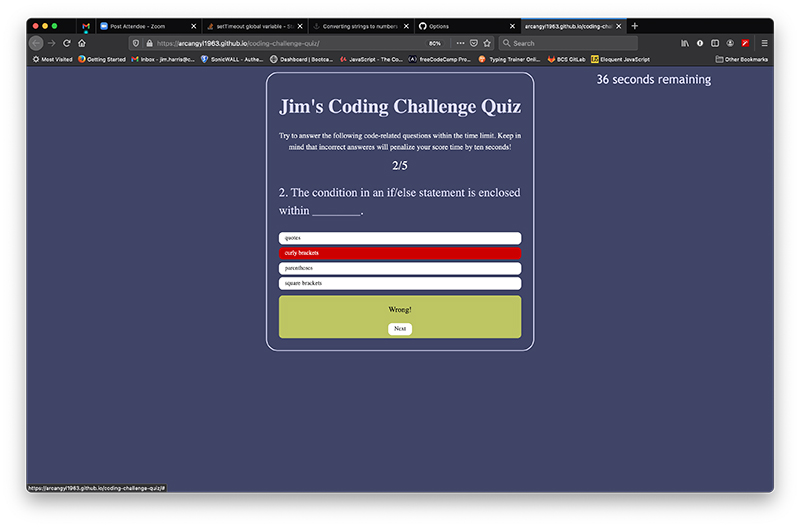 Post Attendee - Zoom
setTimeout global variable - St
Converting strings to numbers
Options
arcangyl1963.github.io/coding-cha
https://arcangyl1963.github.io/coding-challenge-quiz/
80%
Search
Most Visited
Getting Started
Inbox - jim.harris@c...
SonicWALL - Authe...
Dashboard | Bootca...
JavaScript - The Co...
freeCodeCamp Pro...
Typing Trainer Onli...
BCS GitLab
Eloquent JavaScript
Other Bookmarks
36 seconds remaining
Jim's Coding Challenge Quiz
Try to answer the following code-related questions within the time limit. Keep in
mind that incorrect answeres will penalize your score time by ten seconds!
2/5
2. The condition in an if/else statement is enclosed
within ________.
quotes
curly brackets
parentheses
square brackets
Wrong!
Next
https://arcangyl1963.github.io/coding-challenge-quiz/#